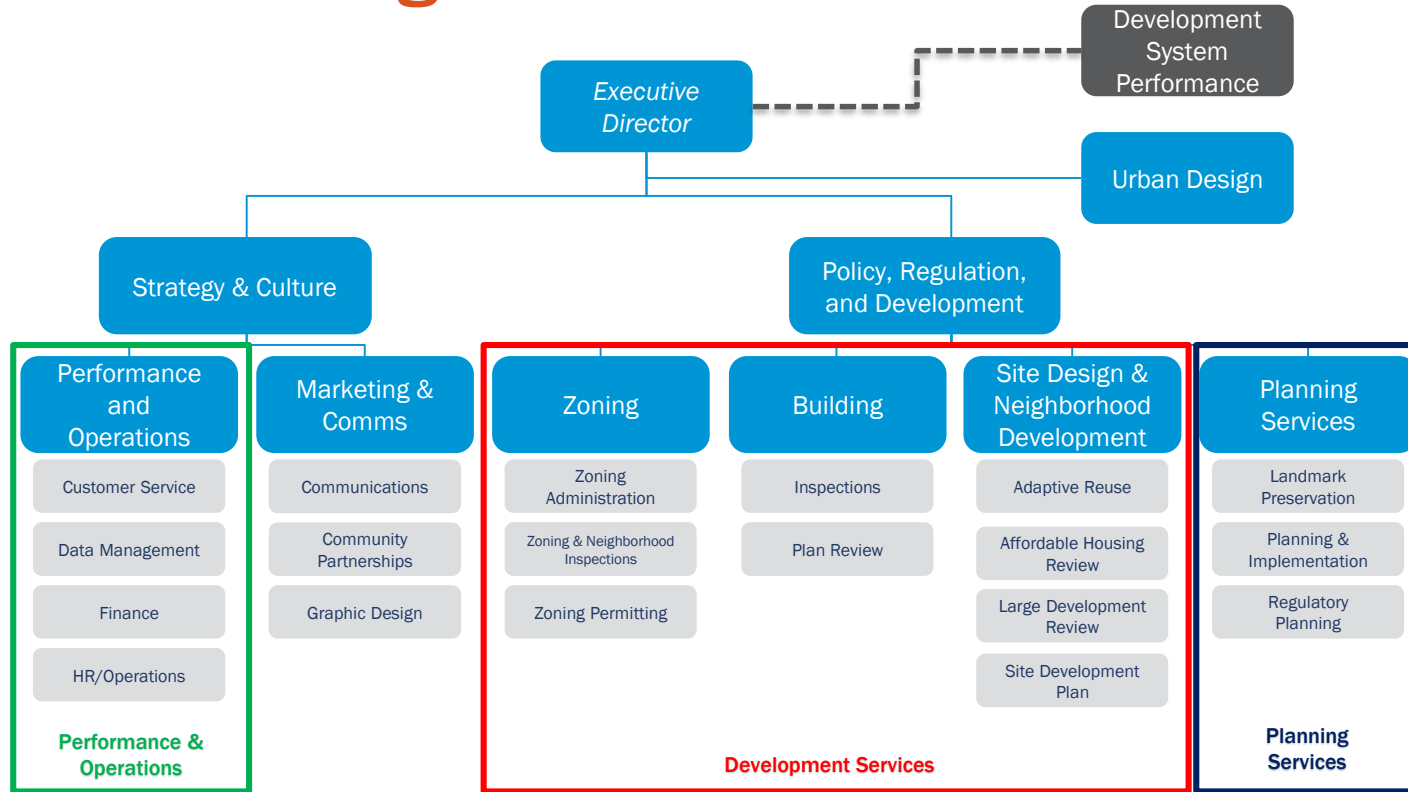 Development
System
Performance
Executive
Director
Urban Design
Strategy & Culture
Policy, Regulation,
and Development
Performance
and
Operations
Marketing &
Comms
Zoning
Building
Site Design &
Neighborhood
Development
Planning
Services
Customer Service
Data Management
Finance
HR/Operations
Communications
Community
Partnerships
Graphic Design
Zoning
Administration
Zoning & Neighborhood
Inspections
Zoning Permitting
Inspections
Plan Review
Adaptive Reuse
Affordable Housing
Review
Large Development
Review
Site Development
Plan
Landmark
Preservation
Planning &
Implementation
Regulatory
Planning
Performance &
Operations
Development Services
Planning
Services